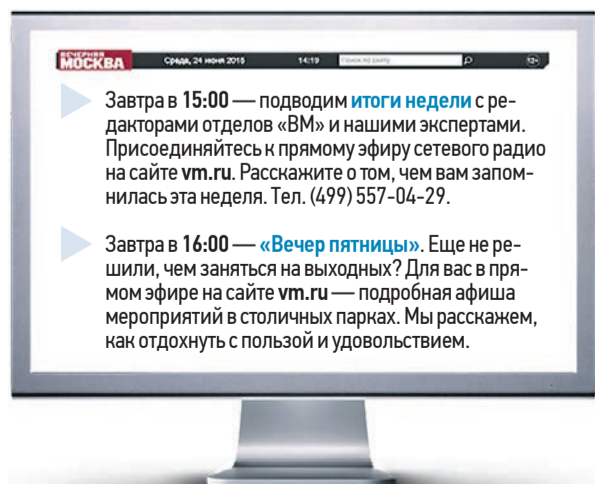 ВЕЧЕРНЯЯ
МОСКВА Среда, 24 июня 2015 14:19 Поиск по сайту 12+
Завтра в 15:00 — подводим итоги недели с ре-
дакторами отделов «ВМ» и нашими экспертами.
Присоединяйтесь к прямому эфиру сетевого радио
на сайте vm.ru. Расскажите о том, чем вам запом-
нилась эта неделя. Тел. (499) 557-04-29.
Завтра в 16:00 — «Вечер пятницы». Еще не ре-
шили, чем заняться на выходных? Для вас в пря-
мом эфире на сайте vm.ru — подробная афиша
мероприятий в столичных парках. Мы расскажем,
как отдохнуть с пользой и удовольствием.